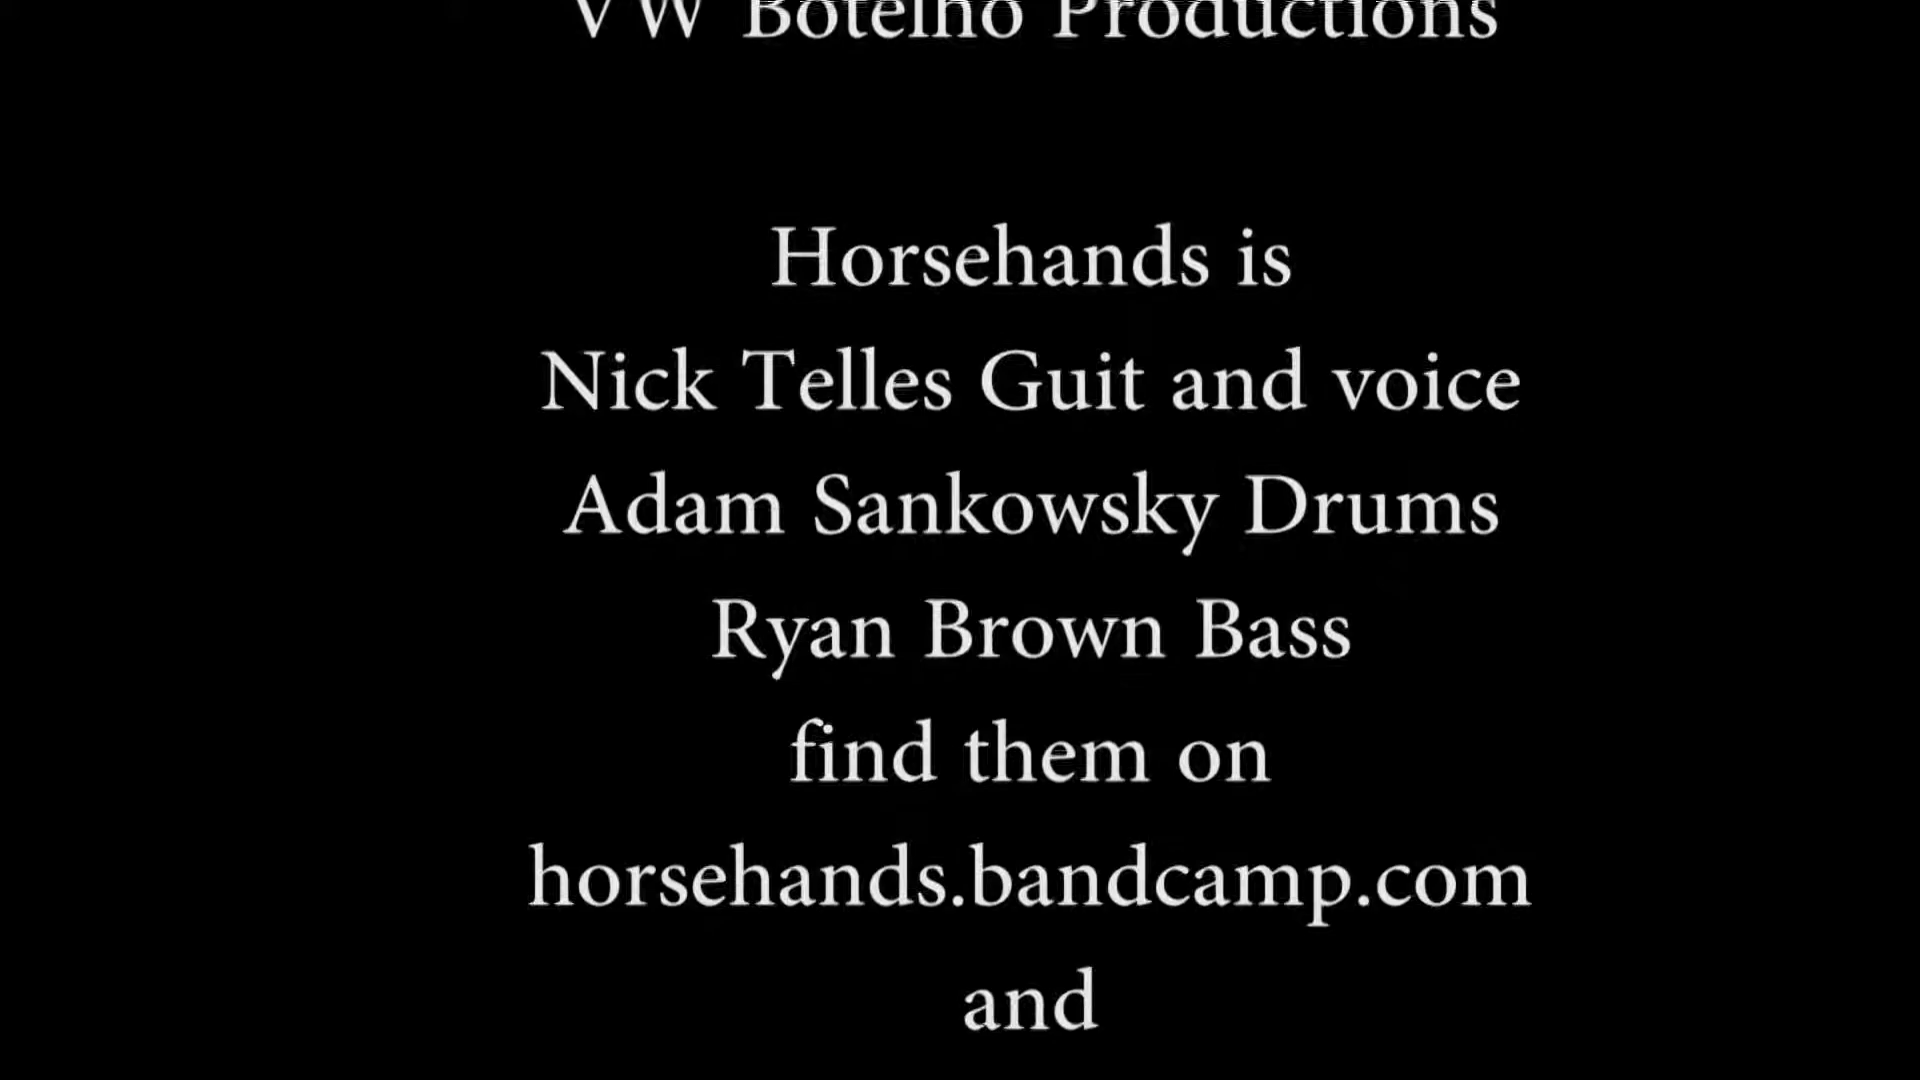 VW Botelho Productions
Horsehands is
Nick Telles Guit and voice
Adam Sankowsky Drums
Ryan Brown Bass
find them on
horsehands.bandcamp.com
and